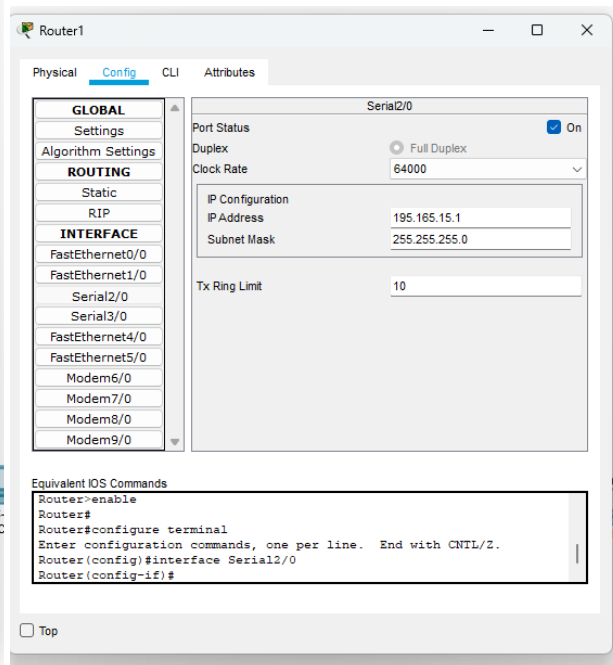 Router1
Physical Config CLI Attributes
GLOBAL
Settings
Algorithm Settings
ROUTING
Static
RIP
INTERFACE
FastEthernet0/0
FastEthernet1/0
Serial2/0
Serial3/0
FastEthernet4/0
FastEthernet5/0
Modem6/0
Modem7/0
Modem8/0
Modem9/0
Serial2/0
Port Status On
Duplex Full Duplex
Clock Rate 64000
IP Configuration
IP Address 195.165.15.1
Subnet Mask 255.255.255.0
Tx Ring Limit 10
Equivalent IOS Commands
Router>enable
Router#
Router#configure terminal
Enter configuration commands, one per line. End with CNTL/Z.
Router(config)#interface Serial2/0
Router(config-if)#
Top